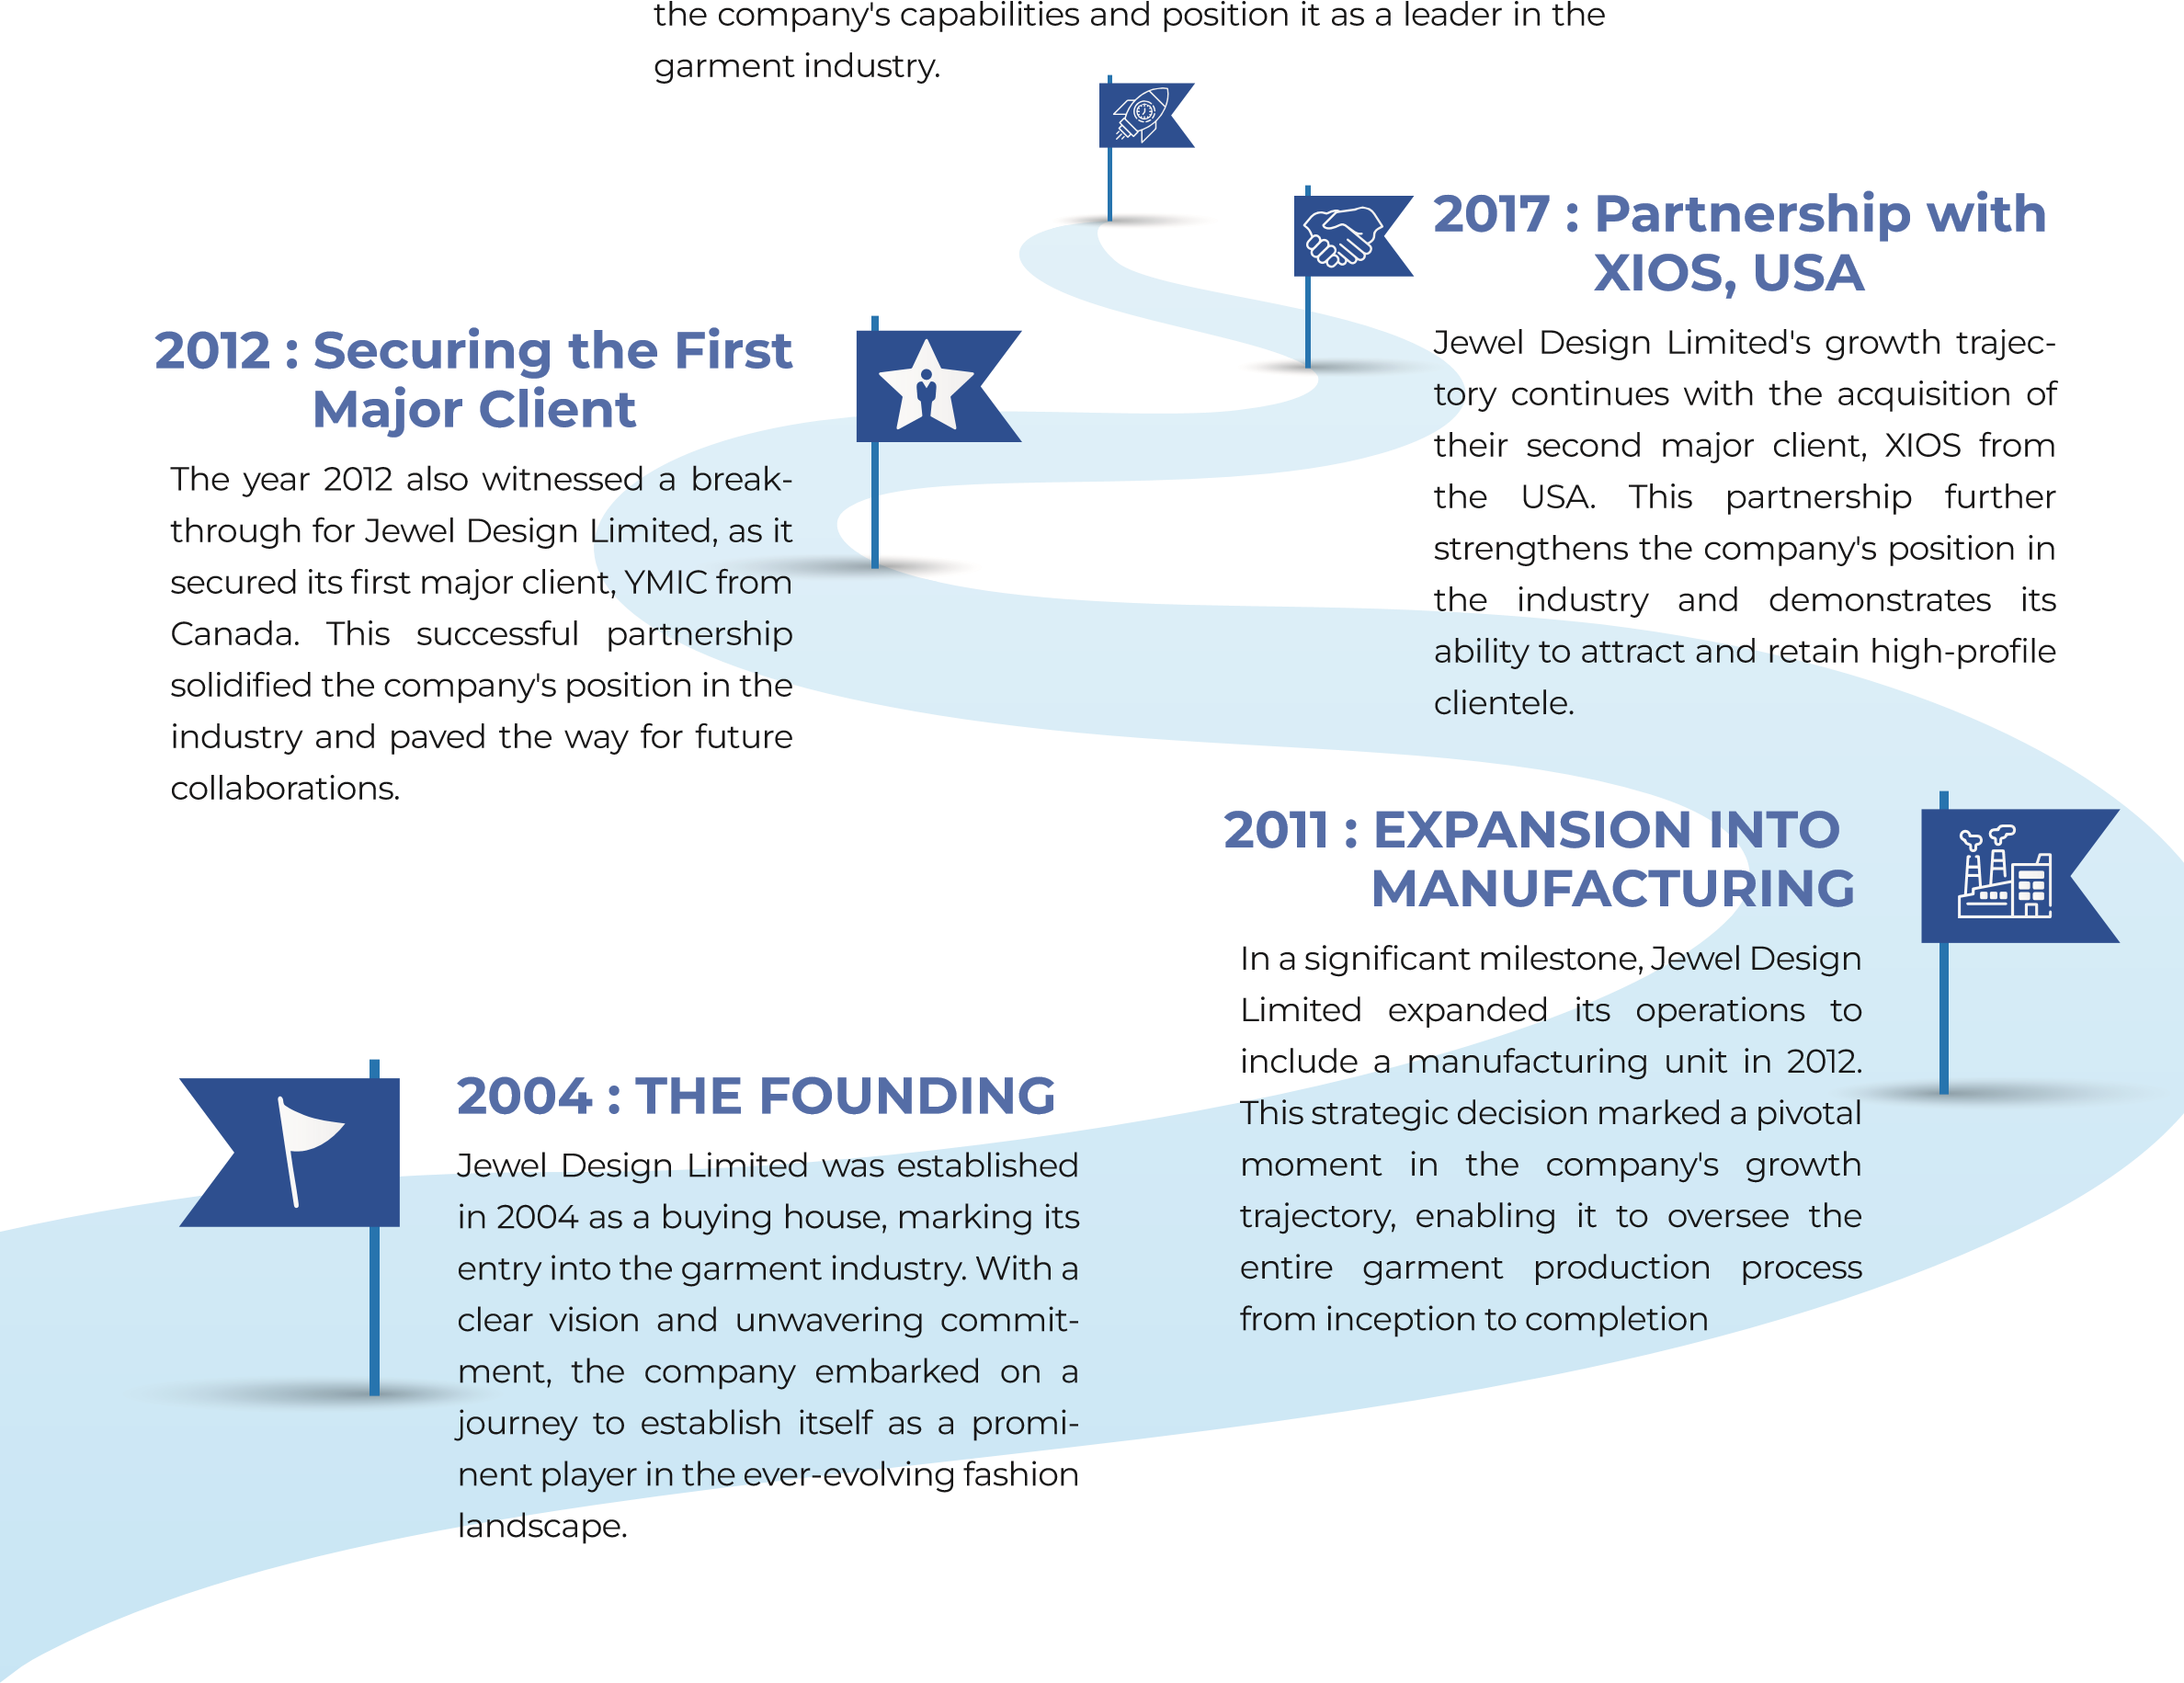 the company's capabilities and position it as a leader in the
garment industry.
2017 : Partnership with
XIOS, USA
Jewel Design Limited's growth trajec-
tory continues with the acquisition of
their second major client, XIOS from
the USA. This partnership further
strengthens the company's position in
the industry and demonstrates its
ability to attract and retain high-profile
clientele.
2012 : Securing the First
Major Client
The year 2012 also witnessed a break-
through for Jewel Design Limited, as it
secured its first major client, YMIC from
Canada. This successful partnership
solidified the company's position in the
industry and paved the way for future
collaborations.
2011 : EXPANSION INTO
MANUFACTURING
In a significant milestone, Jewel Design
Limited expanded its operations to
include a manufacturing unit in 2012.
This strategic decision marked a pivotal
moment in the company's growth
trajectory, enabling it to oversee the
entire garment production process
from inception to completion
2004 : THE FOUNDING
Jewel Design Limited was established
in 2004 as a buying house, marking its
entry into the garment industry. With a
clear vision and unwavering commit-
ment, the company embarked on a
journey to establish itself as a promi-
nent player in the ever-evolving fashion
landscape.